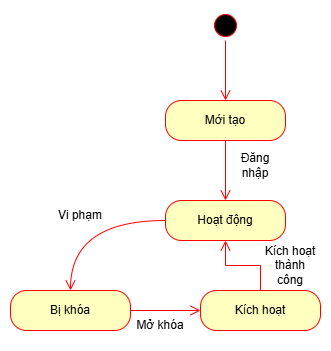 Mới tạo
Đăng
nhập
Hoạt động
Vi phạm
Kích hoạt
thành
công
Bị khóa
Mở khóa
Kích hoạt